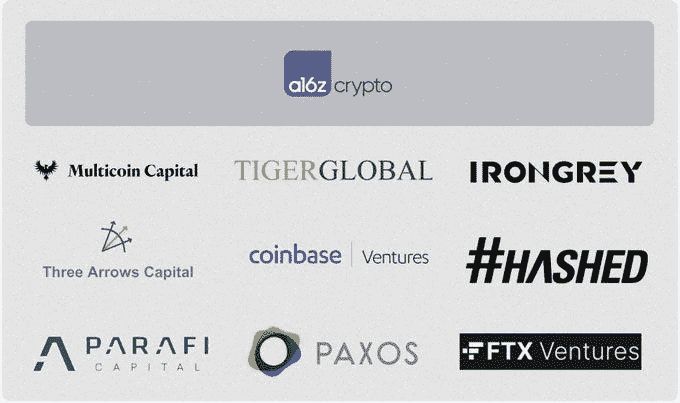 a16z crypto
Multicoin Capital
TIGERGLOBAL
IRONGREY
Three Arrows Capital
coinbase | Ventures
#HASHED
PARAFI
CAPITAL
PAXOS
FTX Ventures